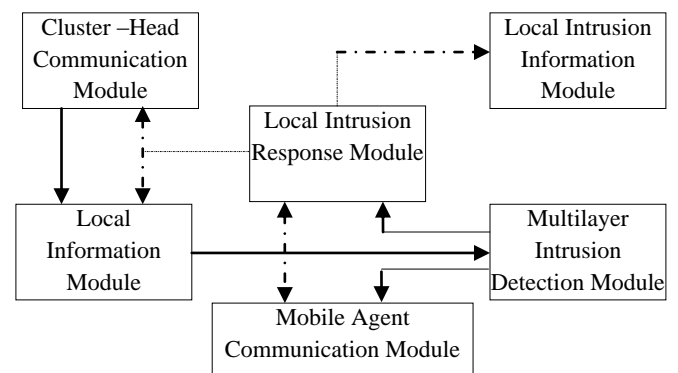 Cluster –Head
Communication
Module
Local Intrusion
Information
Module
Local Intrusion
Response Module
Local
Information
Module
Multilayer
Intrusion
Detection Module
Mobile Agent
Communication Module